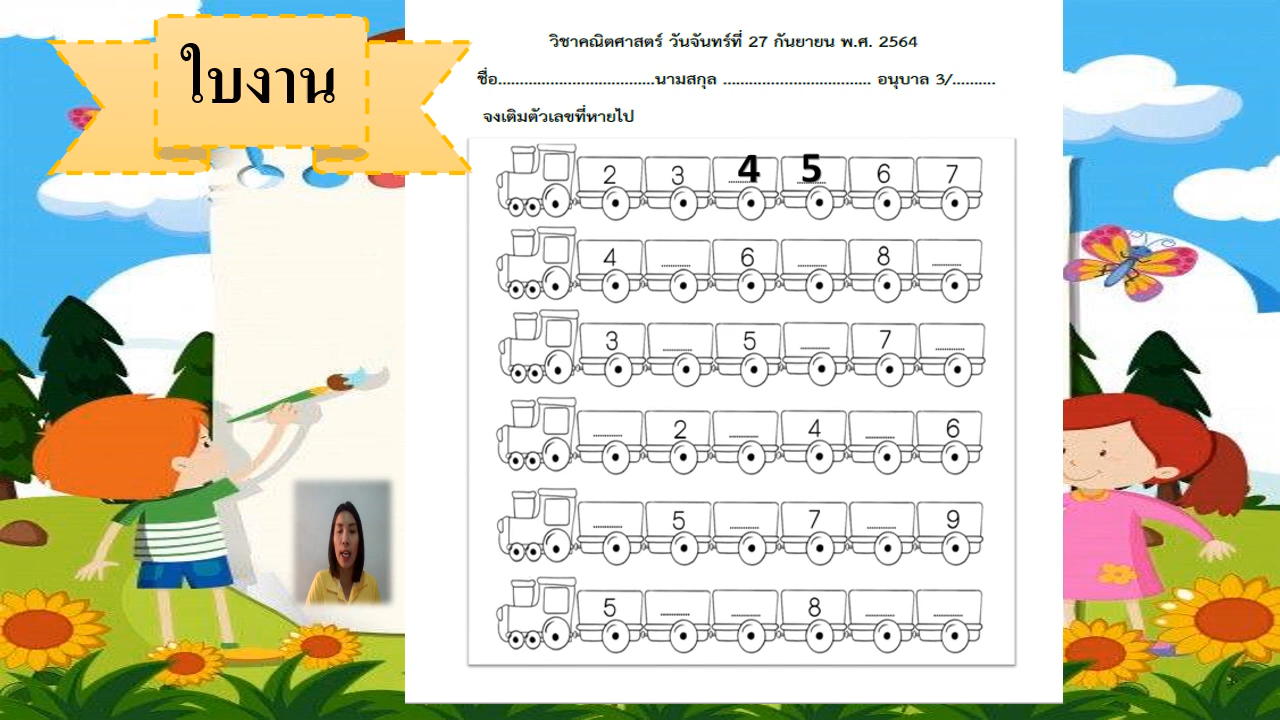 ใบงาน
วิชาคณิตศาสตร์ วันจันทร์ที่ 27 กันยายน พ.ศ. 2564
ชื่อ....................................นามสกุล .................................. อนุบาล 3/..........
จงเติมตัวเลขที่หายไป
2 3 4 5 6 7
4 ............ 6 ............ 8 ............
3 ............ 5 ............ 7 ............
............ 2 ............ 4 ............ 6
............ 5 ............ 7 ............ 9
5 ............ ............ 8 ............ ............